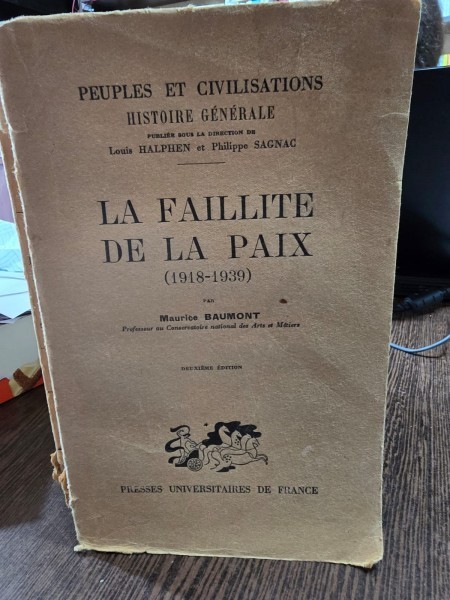 PEUPLES ET CIVILISATIONS
HISTOIRE GÉNÉRALE
PUBLIÉE SOUS LA DIRECTION DE
Louis HALPHEN et Philippe SAGNAC
LA FAILLITE
DE LA PAIX
(1918-1939)
PAR
Maurice BAUMONT
Professeur au Conservatoire national des Arts et Métiers
DEUXIÈME ÉDITION
PRESSES UNIVERSITAIRES DE FRANCE